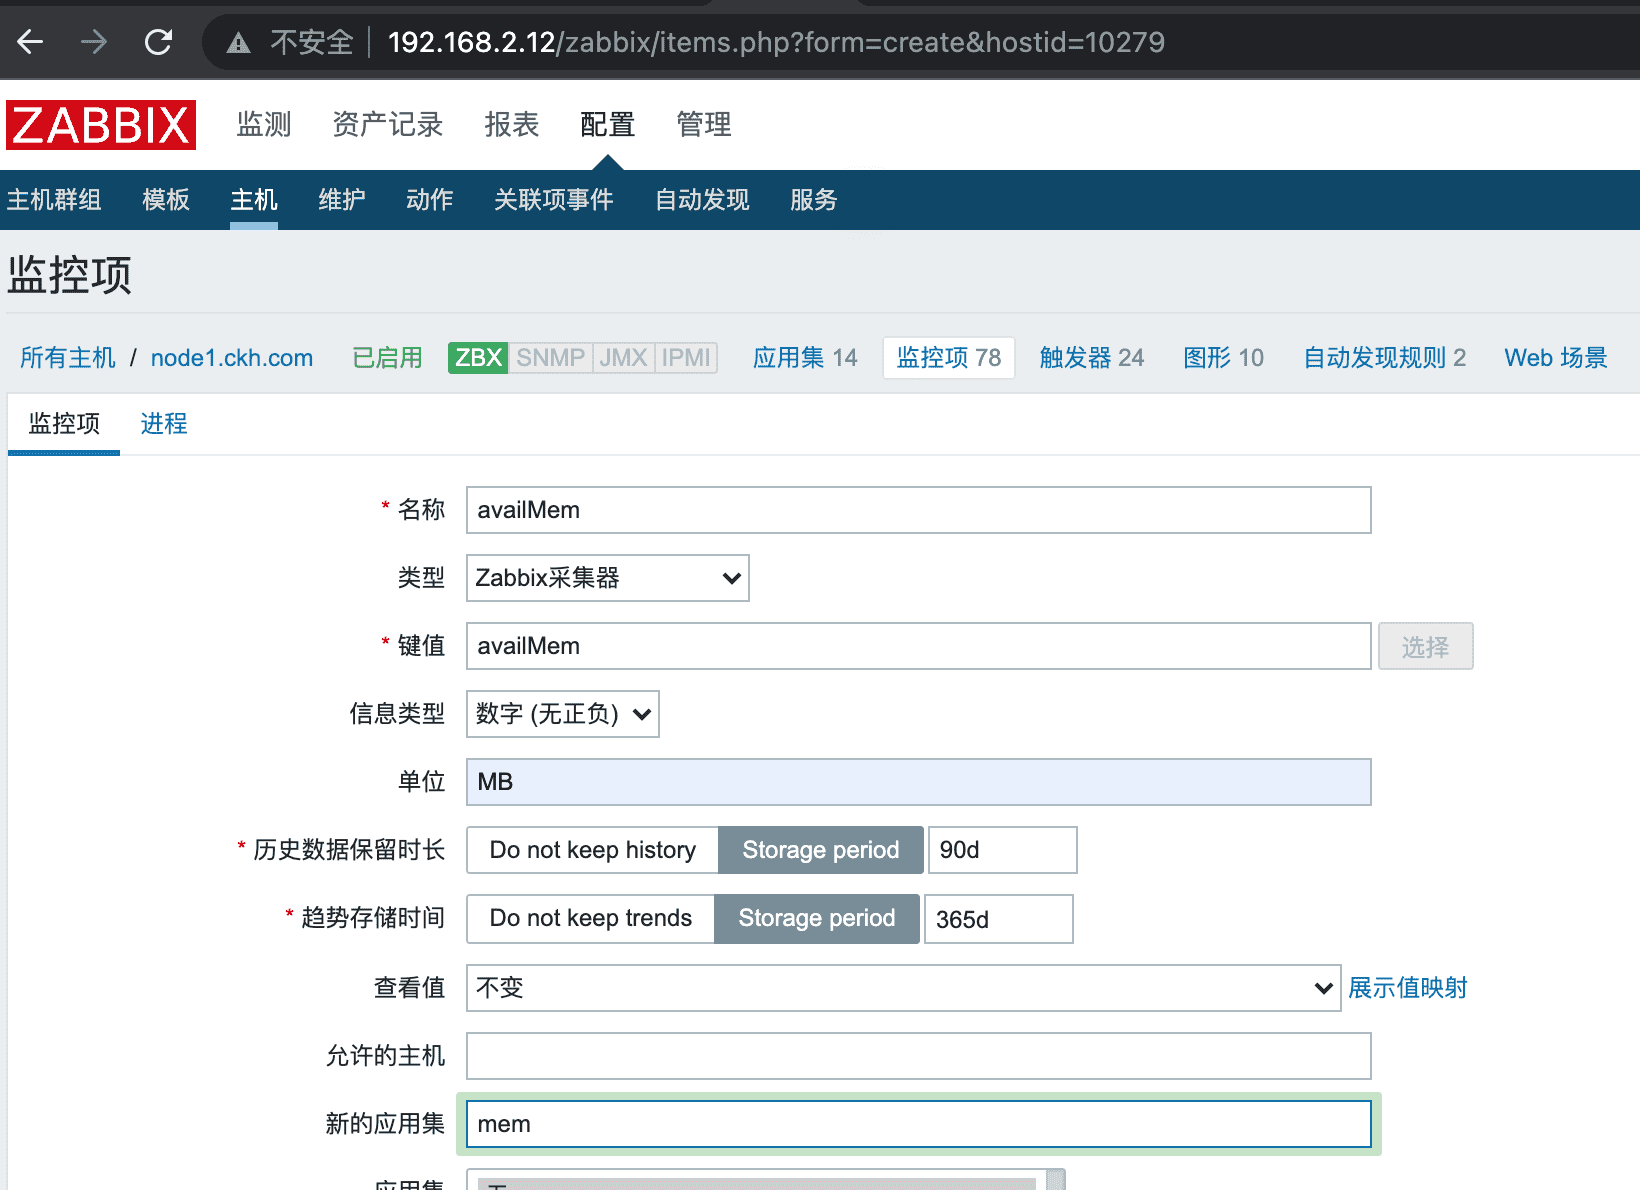 不安全 192.168.2.12/zabbix/items.php?form=create&hostid=10279
ZABBIX 监测 资产记录 报表 配置 管理
主机群组 模板 主机 维护 动作 关联项事件 自动发现 服务
监控项
所有主机 / node1.ckh.com 已启用 ZBX SNMP JMX IPMI 应用集 14 监控项 78 触发器 24 图形 10 自动发现规则 2 Web 场景
监控项 进程
* 名称 availMem
类型 Zabbix采集器
* 键值 availMem 选择
信息类型 数字 (无正负)
单位 MB
* 历史数据保留时长 Do not keep history Storage period 90d
* 趋势存储时间 Do not keep trends Storage period 365d
查看值 不变 展示值映射
允许的主机
新的应用集 mem
应用集